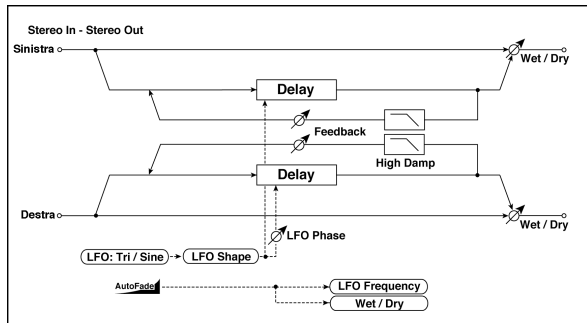 Stereo In - Stereo Out
Sinistra
Wet / Dry
Delay
Feedback
High Damp
Delay
LFO Phase
Destra
Wet / Dry
LFO: Tri / Sine
LFO Shape
AutoFade
LFO Frequency
Wet / Dry